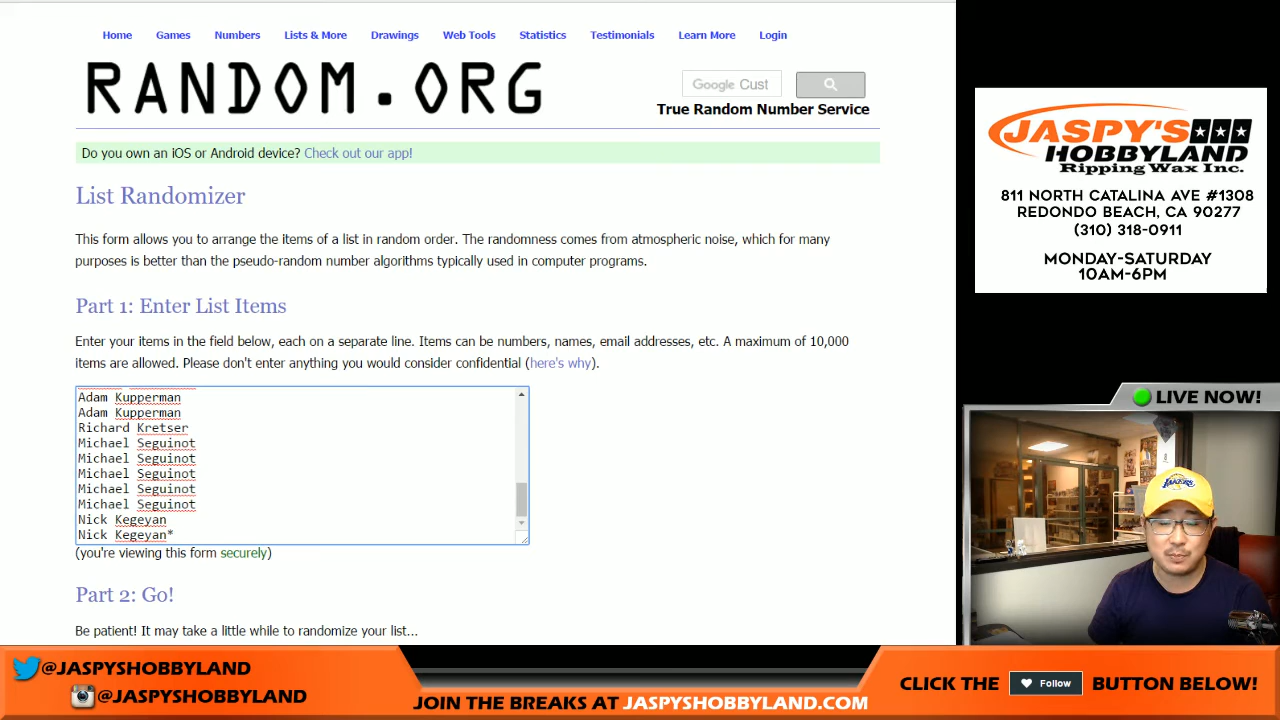 Home Games Numbers Lists & More Drawings Web Tools Statistics Testimonials Learn More Login
RANDOM.ORG
Google Cust
True Random Number Service
Do you own an iOS or Android device? Check out our app!
List Randomizer
This form allows you to arrange the items of a list in random order. The randomness comes from atmospheric noise, which for many
purposes is better than the pseudo-random number algorithms typically used in computer programs.
Part 1: Enter List Items
Enter your items in the field below, each on a separate line. Items can be numbers, names, email addresses, etc. A maximum of 10,000
items are allowed. Please don't enter anything you would consider confidential (here's why).
Adam Kupperman
Adam Kupperman
Richard Kretser
Michael Seguinot
Michael Seguinot
Michael Seguinot
Michael Seguinot
Michael Seguinot
Nick Kegeyan
Nick Kegeyan*
(you're viewing this form securely)
Part 2: Go!
Be patient! It may take a little while to randomize your list...
JASPY'S
HOBBYLAND
Ripping Wax Inc.
811 NORTH CATALINA AVE #1308
REDONDO BEACH, CA 90277
(310) 318-0911
MONDAY-SATURDAY
10AM-6PM
LIVE NOW!
LAKERS
@JASPYSHOBBYLAND
@JASPYSHOBBYLAND
JOIN THE BREAKS AT JASPYSHOBBYLAND.COM
CLICK THE Follow BUTTON BELOW!